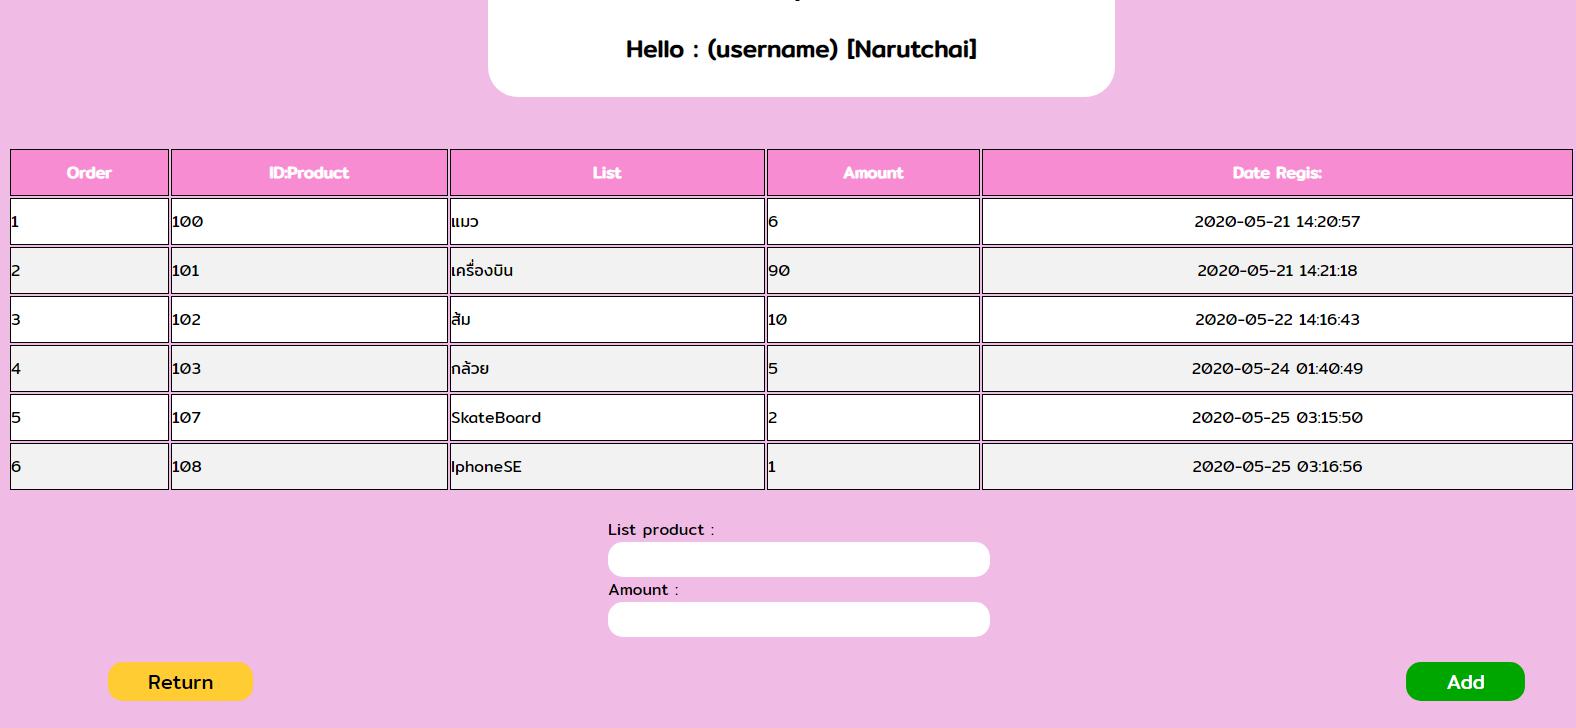 Hello : (username) [Narutchai]
Order ID:Product List Amount Date Regis:
1 100 แมว 6 2020-05-21 14:20:57
2 101 เครื่องบิน 90 2020-05-21 14:21:18
3 102 ส้ม 10 2020-05-22 14:16:43
4 103 กล้วย 5 2020-05-24 01:40:49
5 107 SkateBoard 2 2020-05-25 03:15:50
6 108 IphoneSE 1 2020-05-25 03:16:56
List product :
Amount :
Return Add